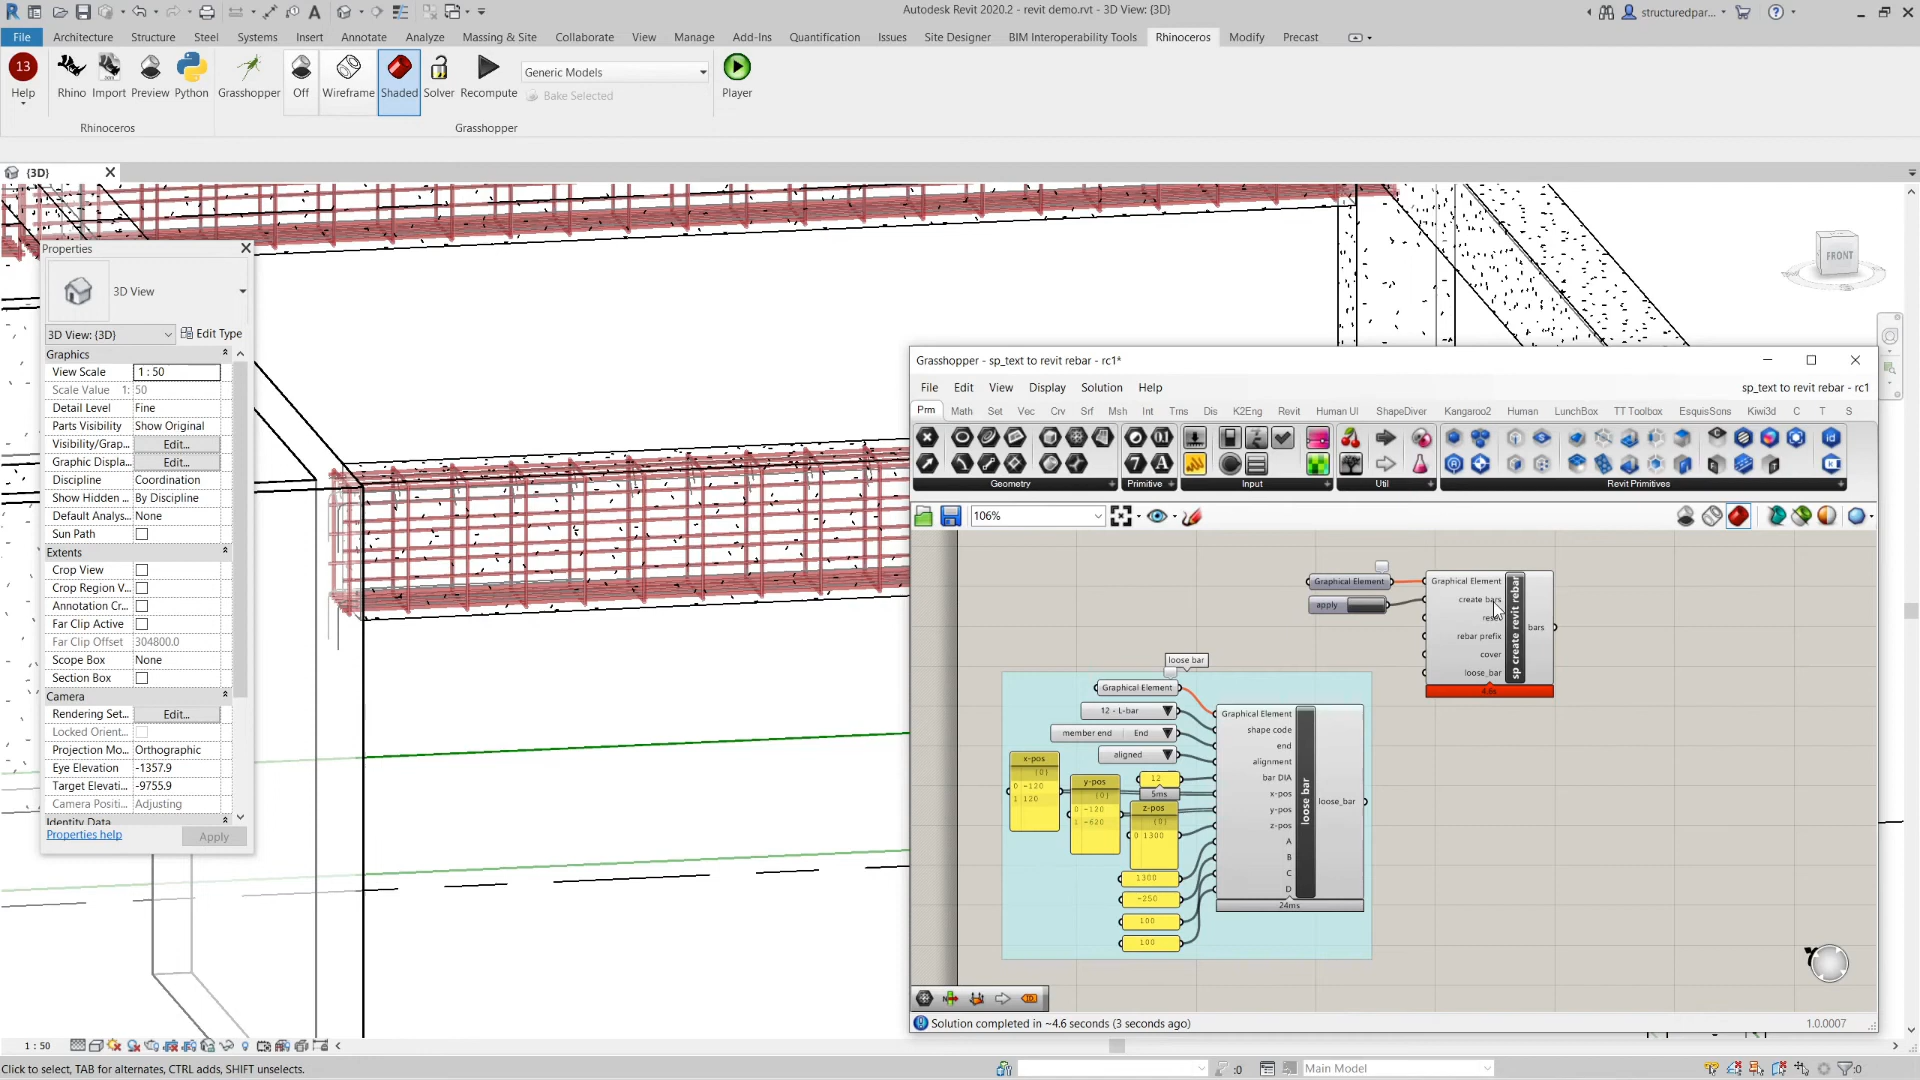 Autodesk Revit 2020.2 - revit demo.rvt - 3D View: {3D}
structuredpar...
File Architecture Structure Steel Systems Insert Annotate Analyze Massing & Site Collaborate View Manage Add-Ins Quantification Issues Site Designer BIM Interoperability Tools Rhinoceros Modify Precast
13
Help Rhino Import Preview Python Grasshopper Off Wireframe Shaded Solver Recompute
Generic Models
Bake Selected
Player
Rhinoceros
Grasshopper
{3D}
FRONT
Properties
3D View
3D View: {3D} Edit Type
Graphics
View Scale 1 : 50
Scale Value 1: 50
Detail Level Fine
Parts Visibility Show Original
Visibility/Grap... Edit...
Graphic Displa... Edit...
Discipline Coordination
Show Hidden ... By Discipline
Default Analys... None
Sun Path
Extents
Crop View
Crop Region V...
Annotation Cr...
Far Clip Active
Far Clip Offset 304800.0
Scope Box None
Section Box
Camera
Rendering Set... Edit...
Locked Orient...
Projection Mo... Orthographic
Eye Elevation -1357.9
Target Elevati... -9755.9
Camera Positi... Adjusting
Identity Data
Properties help Apply
Grasshopper - sp_text to revit rebar - rc1*
File Edit View Display Solution Help
sp_text to revit rebar - rc1
Prm Math Set Vec Crv Srf Msh Int Trns Dis K2Eng Revit Human UI ShapeDiver Kangaroo2 Human LunchBox TT Toolbox EsquisSons Kiwi3d C T S
Geometry Primitive Input Util Revit Primitives
106%
Graphical Element
apply
Graphical Element
create bars
reset
rebar prefix
cover
loose_bar
sp create revit rebar
bars
4.6s
loose bar
Graphical Element
12 - L-bar
member end End
aligned
x-pos
{0}
0 -120
1 120
y-pos
{0}
0 -120
1 -620
12
5ms
z-pos
{0}
0 1300
1300
-250
100
100
Graphical Element
shape code
end
alignment
bar DIA
x-pos
y-pos
z-pos
A
B
C
D
loose bar
loose_bar
24ms
Solution completed in ~4.6 seconds (3 seconds ago)
1.0.0007
1 : 50
Click to select, TAB for alternates, CTRL adds, SHIFT unselects.
:0
Main Model
:0